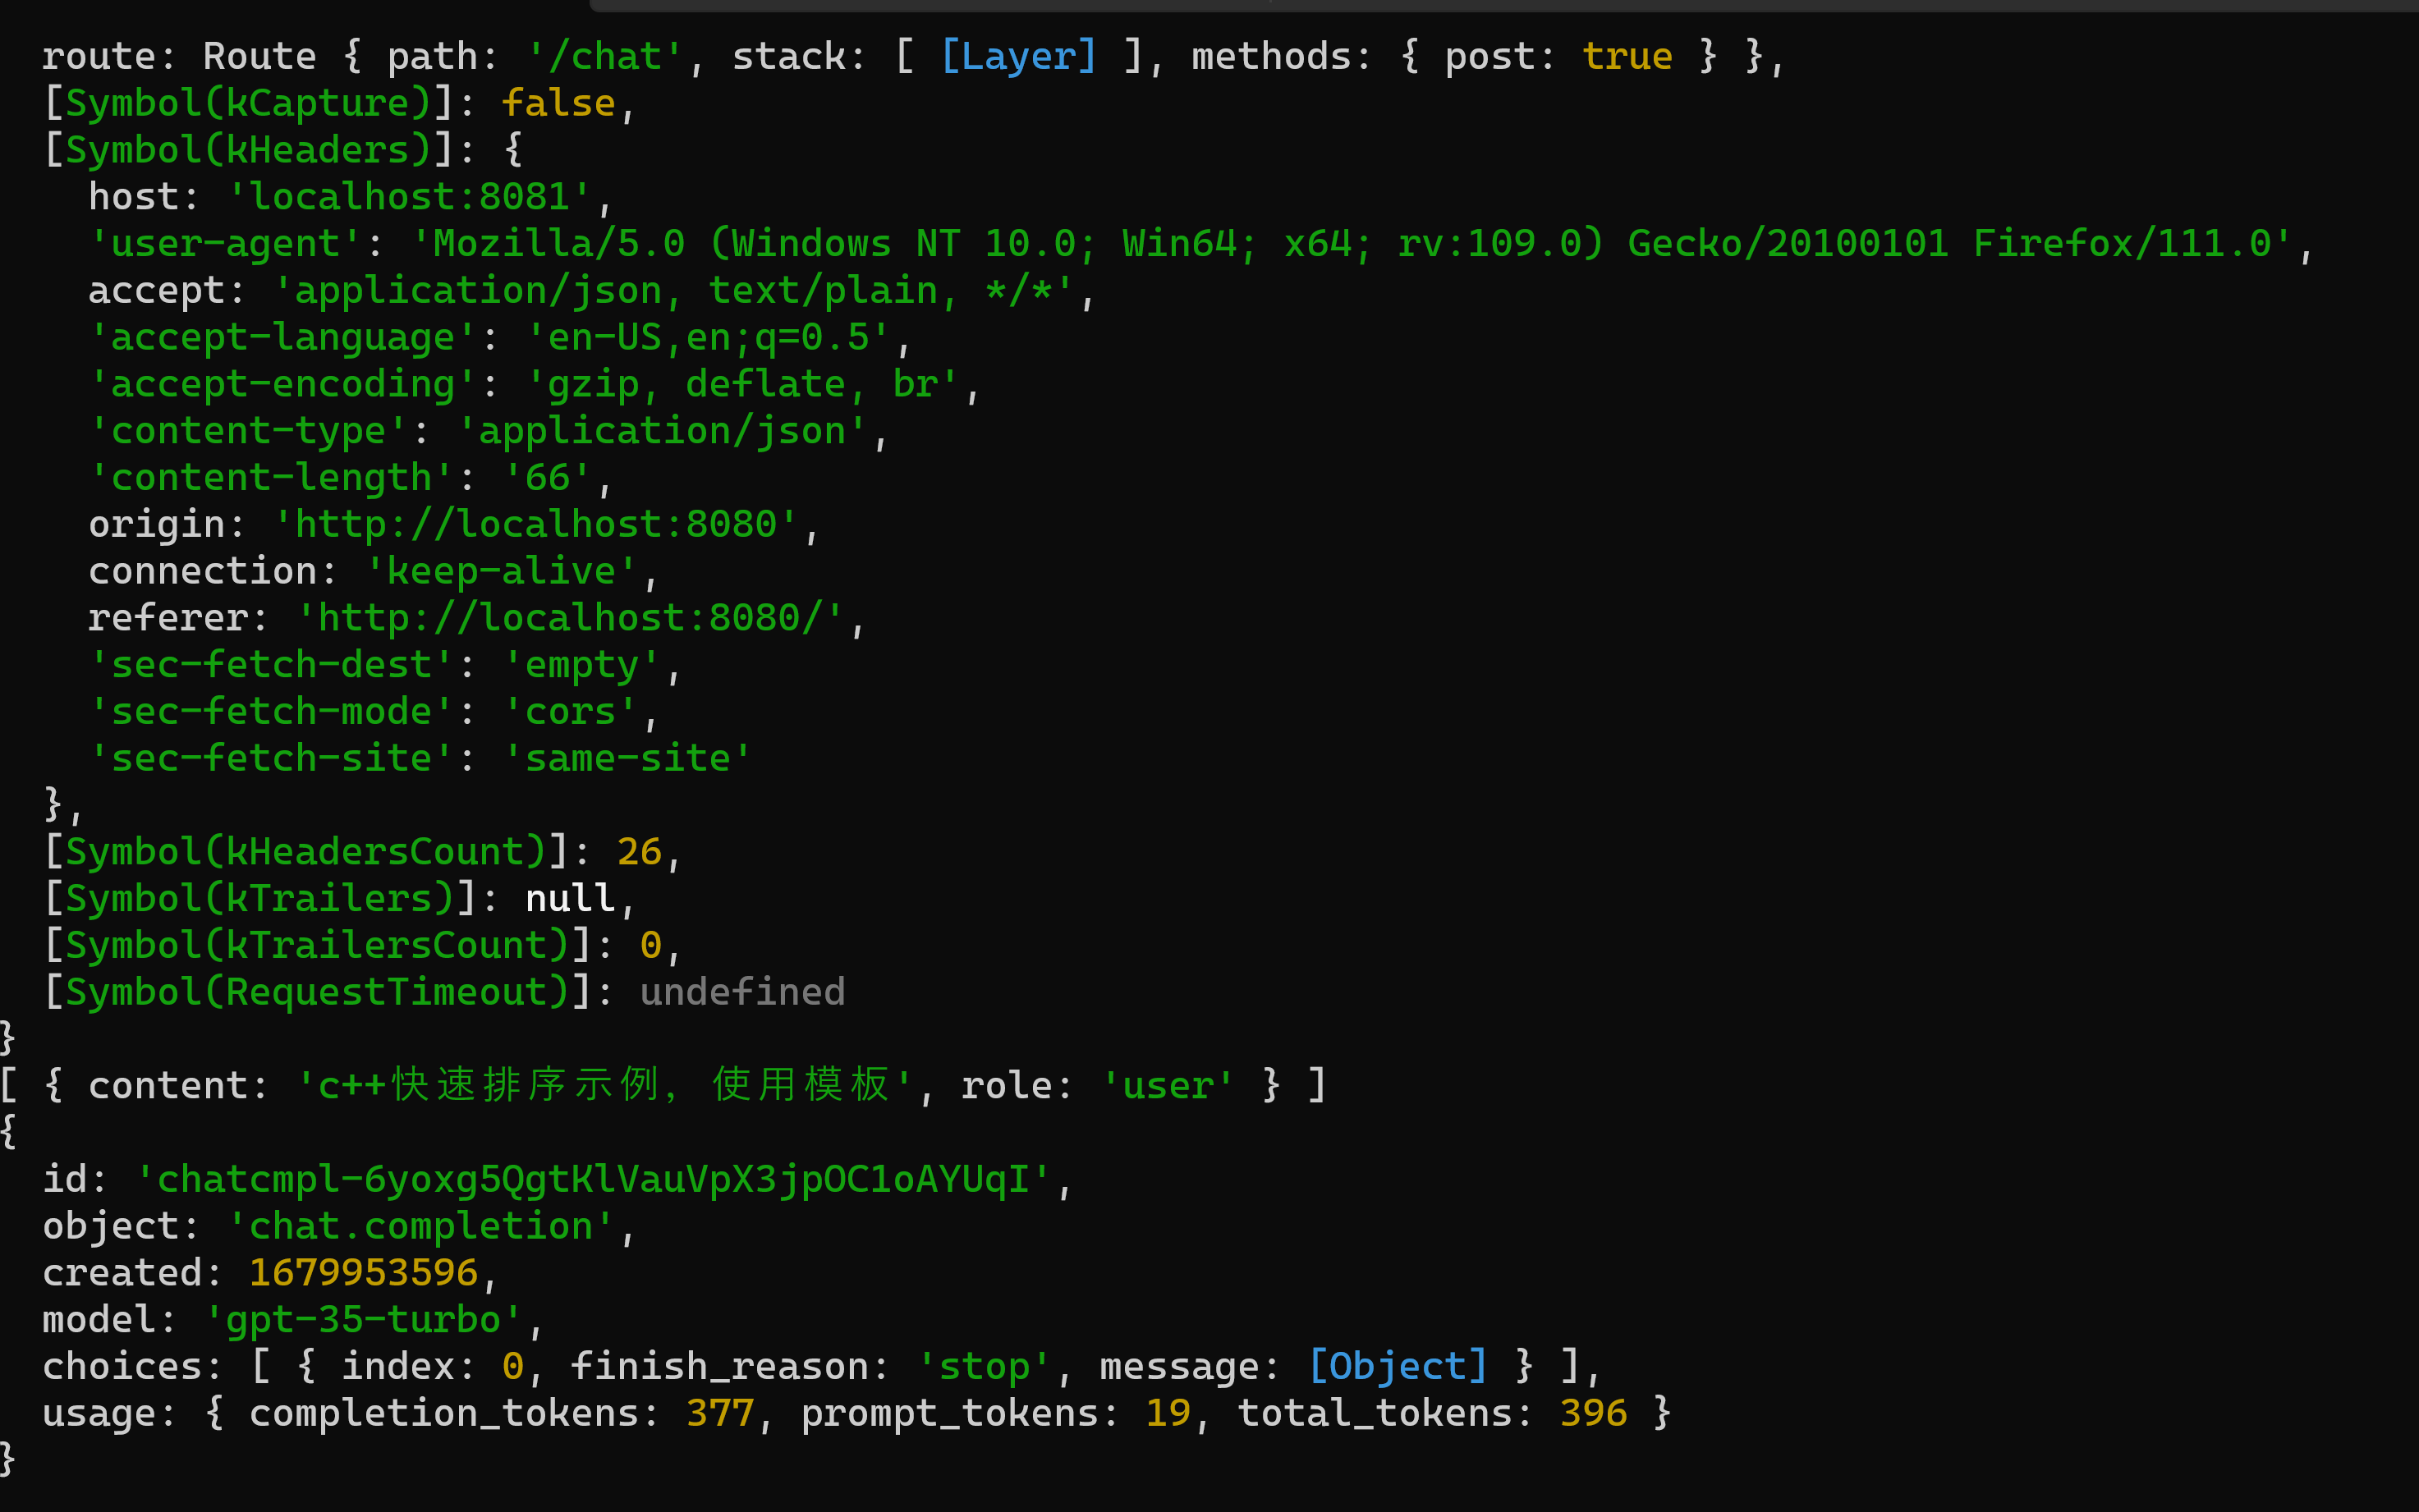 route: Route { path: '/chat', stack: [ [Layer] ], methods: { post: true } },
[Symbol(kCapture)]: false,
[Symbol(kHeaders)]: {
host: 'localhost:8081',
'user-agent': 'Mozilla/5.0 (Windows NT 10.0; Win64; x64; rv:109.0) Gecko/20100101 Firefox/111.0',
accept: 'application/json, text/plain, */*',
'accept-language': 'en-US,en;q=0.5',
'accept-encoding': 'gzip, deflate, br',
'content-type': 'application/json',
'content-length': '66',
origin: 'http://localhost:8080',
connection: 'keep-alive',
referer: 'http://localhost:8080/',
'sec-fetch-dest': 'empty',
'sec-fetch-mode': 'cors',
'sec-fetch-site': 'same-site'
},
[Symbol(kHeadersCount)]: 26,
[Symbol(kTrailers)]: null,
[Symbol(kTrailersCount)]: 0,
[Symbol(RequestTimeout)]: undefined
}
[ { content: 'c++快速排序示例，使用模板', role: 'user' } ]
{
id: 'chatcmpl-6yoxg5QgtKlVauVpX3jpOC1oAYUqI',
object: 'chat.completion',
created: 1679953596,
model: 'gpt-35-turbo',
choices: [ { index: 0, finish_reason: 'stop', message: [Object] } ],
usage: { completion_tokens: 377, prompt_tokens: 19, total_tokens: 396 }
}